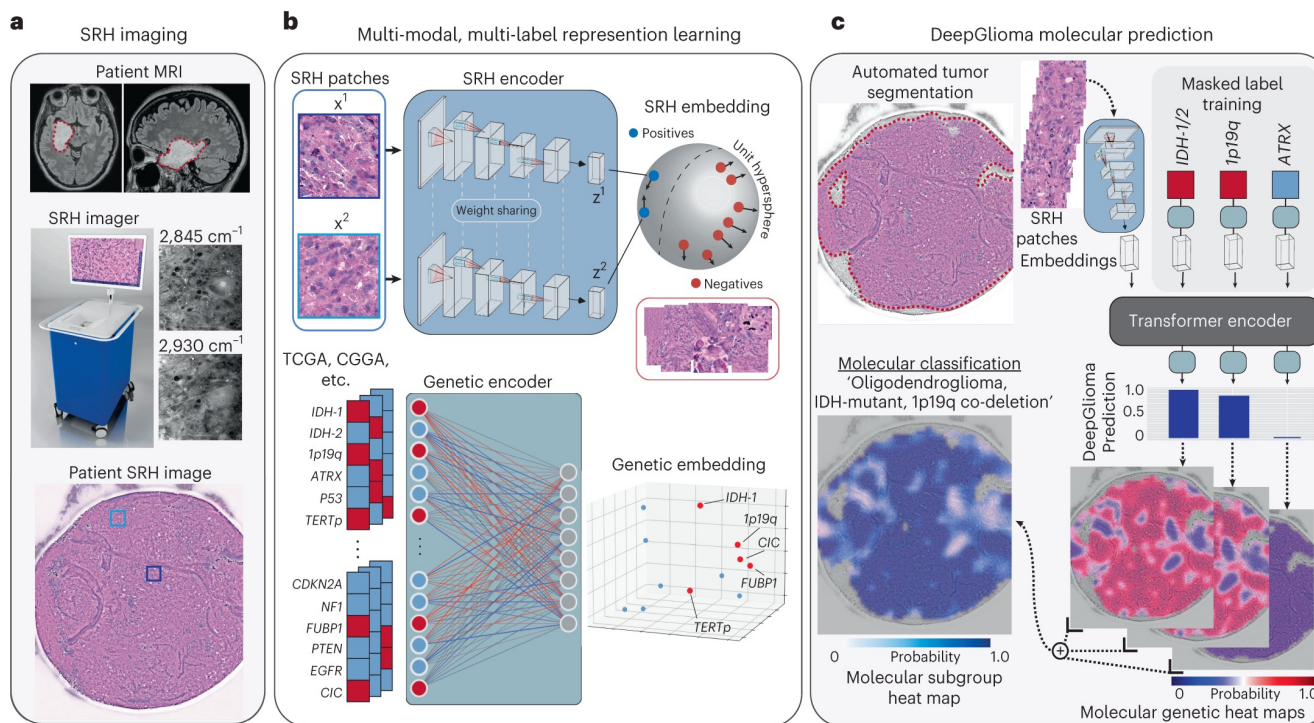 a
SRH imaging
Patient MRI
SRH imager
2,845 cm⁻¹
2,930 cm⁻¹
Patient SRH image
b
Multi-modal, multi-label represention learning
SRH patches
x¹
x²
SRH encoder
Weight sharing
z¹
z²
SRH embedding
Positives
Unit hypersphere
Negatives
TCGA, CGGA,
etc.
IDH-1
IDH-2
1p19q
ATRX
P53
TERTp
CDKN2A
NF1
FUBP1
PTEN
EGFR
CIC
Genetic encoder
Genetic embedding
IDH-1
1p19q
CIC
FUBP1
TERTp
c
DeepGlioma molecular prediction
Automated tumor
segmentation
SRH
patches
Embeddings
Masked label
training
IDH-1/2
1p19q
ATRX
Transformer encoder
Molecular classification
'Oligodendroglioma,
IDH-mutant, 1p19q co-deletion'
DeepGlioma
Prediction
1.0
0.5
0
0 Probability 1.0
Molecular subgroup
heat map
+
0 Probability 1.0
Molecular genetic heat maps